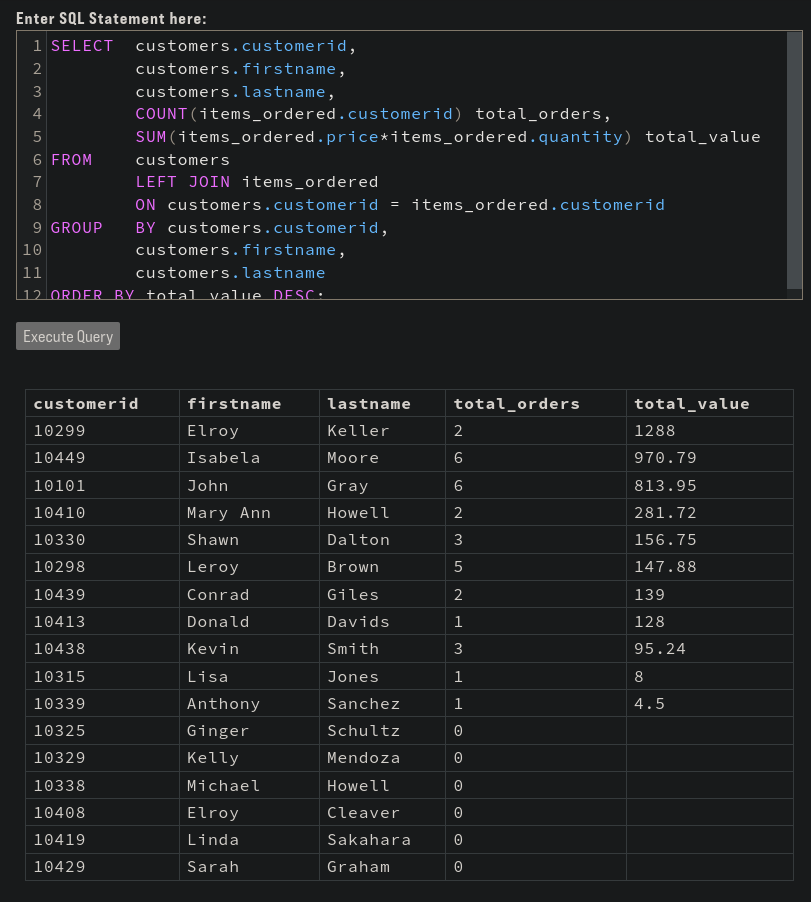 Enter SQL Statement here:
1 SELECT customers.customerid,
2 customers.firstname,
3 customers.lastname,
4 COUNT(items_ordered.customerid) total_orders,
5 SUM(items_ordered.price*items_ordered.quantity) total_value
6 FROM customers
7 LEFT JOIN items_ordered
8 ON customers.customerid = items_ordered.customerid
9 GROUP BY customers.customerid,
10 customers.firstname,
11 customers.lastname
12 ORDER BY total_value DESC;
Execute Query
customerid firstname lastname total_orders total_value
10299 Elroy Keller 2 1288
10449 Isabela Moore 6 970.79
10101 John Gray 6 813.95
10410 Mary Ann Howell 2 281.72
10330 Shawn Dalton 3 156.75
10298 Leroy Brown 5 147.88
10439 Conrad Giles 2 139
10413 Donald Davids 1 128
10438 Kevin Smith 3 95.24
10315 Lisa Jones 1 8
10339 Anthony Sanchez 1 4.5
10325 Ginger Schultz 0
10329 Kelly Mendoza 0
10338 Michael Howell 0
10408 Elroy Cleaver 0
10419 Linda Sakahara 0
10429 Sarah Graham 0